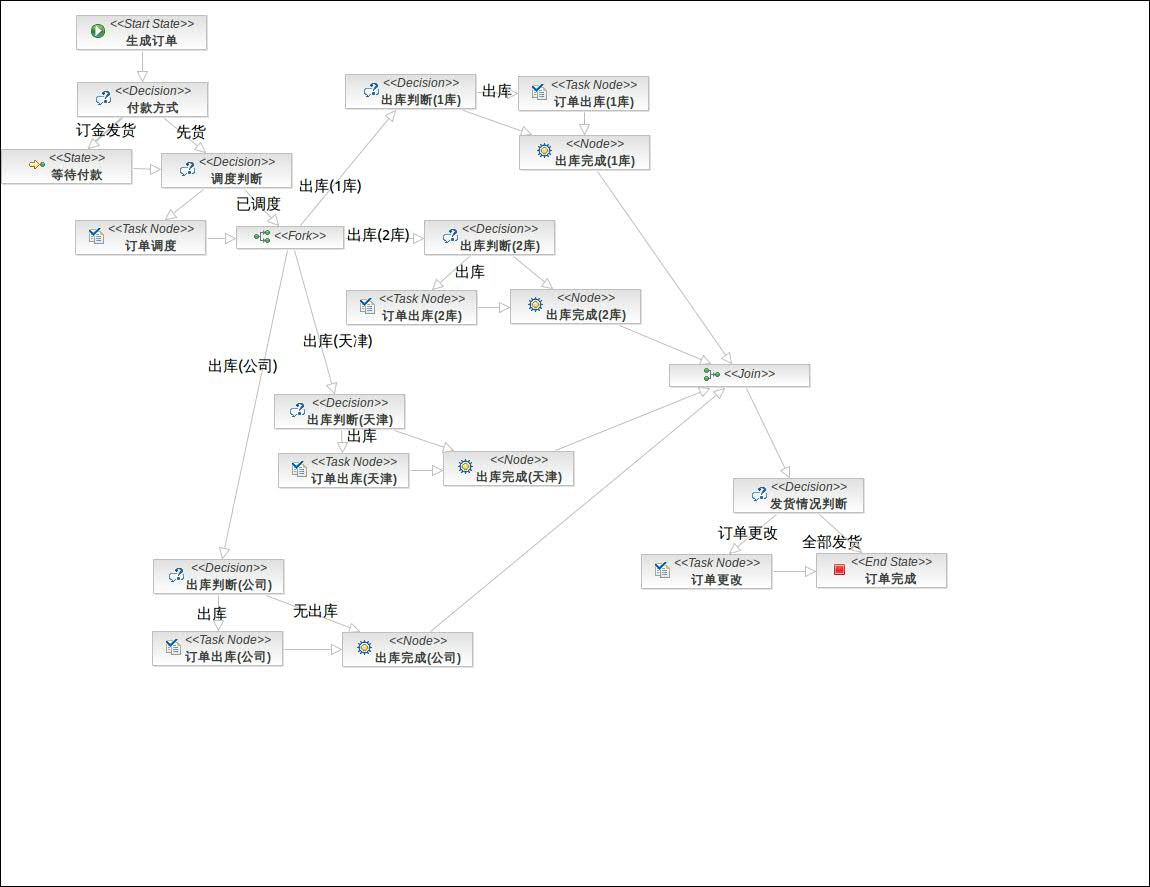 <<Start State>>
生成订单
<<Decision>>
付款方式
订金发货
先货
<<State>>
等待付款
<<Decision>>
调度判断
已调度
<<Task Node>>
订单调度
<<Fork>>
出库(1库)
<<Decision>>
出库判断(1库)
出库
<<Task Node>>
订单出库(1库)
<<Node>>
出库完成(1库)
出库(2库)
<<Decision>>
出库判断(2库)
出库
<<Task Node>>
订单出库(2库)
<<Node>>
出库完成(2库)
出库(天津)
出库(公司)
<<Join>>
<<Decision>>
出库判断(天津)
出库
<<Task Node>>
订单出库(天津)
<<Node>>
出库完成(天津)
<<Decision>>
发货情况判断
订单更改
全部发货
<<Task Node>>
订单更改
<<End State>>
订单完成
<<Decision>>
出库判断(公司)
出库
无出库
<<Task Node>>
订单出库(公司)
<<Node>>
出库完成(公司)